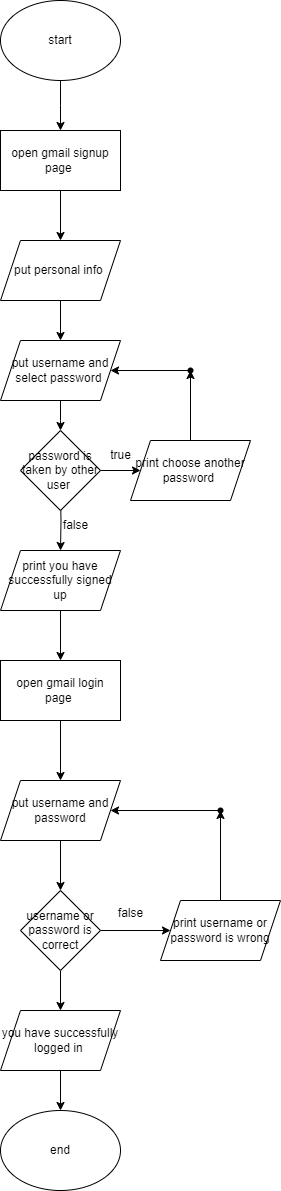 start
open gmail signup
page
put personal info
put username and
select password
password is
taken by other
user
true
print choose another
password
false
print you have
successfully signed
up
open gmail login
page
put username and
password
username or
password is
correct
false
print username or
password is wrong
you have successfully
logged in
end